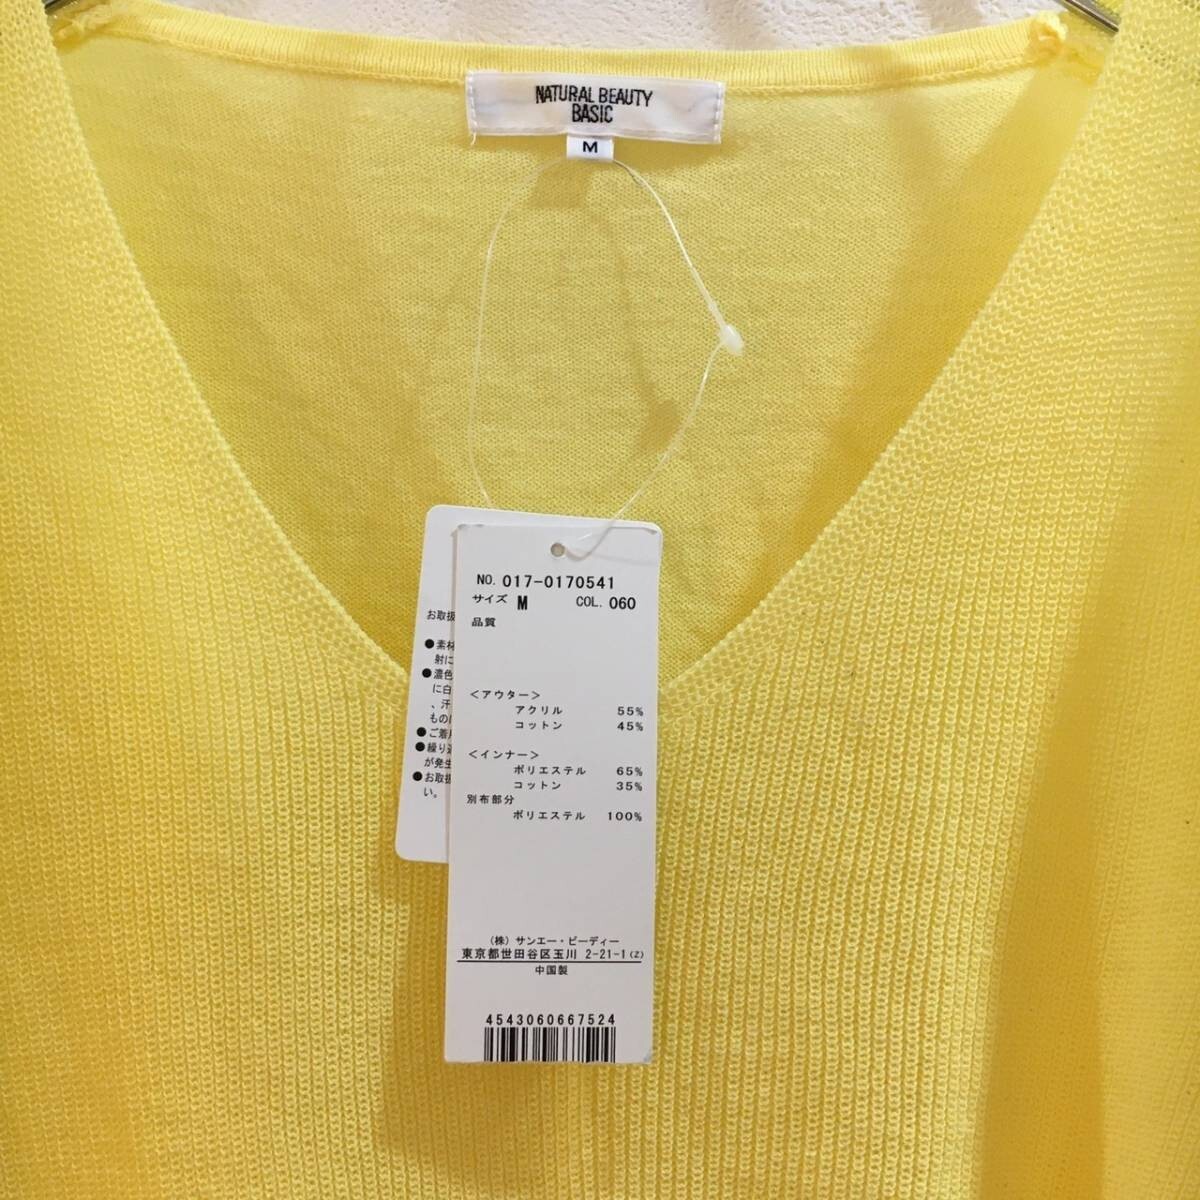 NATURAL BEAUTY
BASIC
M
NO. 017-0170541
サイズ M COL. 060
品質
<アウター>
アクリル 55%
コットン 45%
<インナー>
ポリエステル 65%
コットン 35%
別布部分
ポリエステル 100%
(株) サンエー・ビーディー
東京都世田谷区玉川 2-21-1(Z)
中国製
4543060667524
お取扱
●素材
射に
●濃色
に白
、汗
もの
●ご着用
●繰り返
が発生
●お取扱
い。